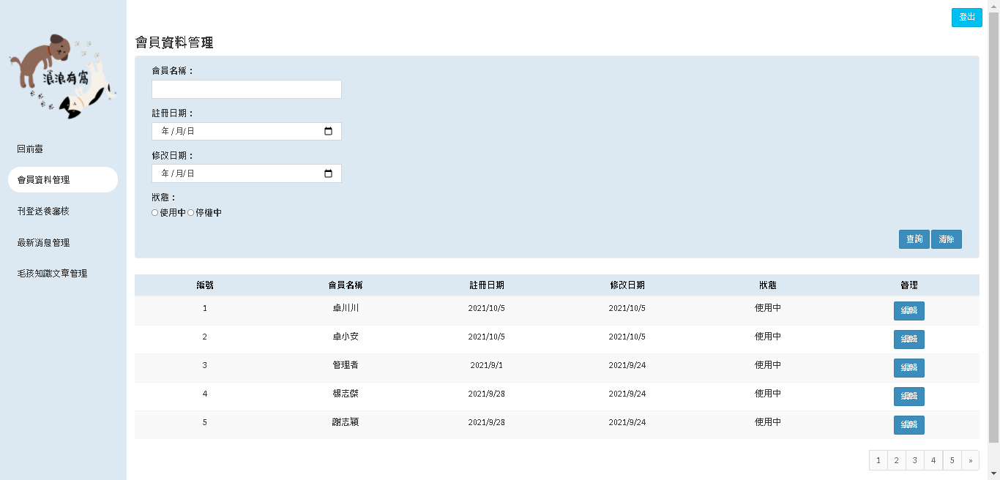 登出
浪浪有窩
回前臺
會員資料管理
刊登送養審核
最新消息管理
毛孩知識文章管理
會員資料管理
會員名稱：
註冊日期：
年 /月/日
修改日期：
年 /月/日
狀態：
使用中 停權中
查詢 清除
編號 會員名稱 註冊日期 修改日期 狀態 管理
1 卓川川 2021/10/5 2021/10/5 使用中 編輯
2 卓小安 2021/10/5 2021/10/5 使用中 編輯
3 管理者 2021/9/1 2021/9/24 使用中 編輯
4 楊志傑 2021/9/28 2021/9/24 使用中 編輯
5 謝志穎 2021/9/28 2021/9/24 使用中 編輯
1 2 3 4 5 »